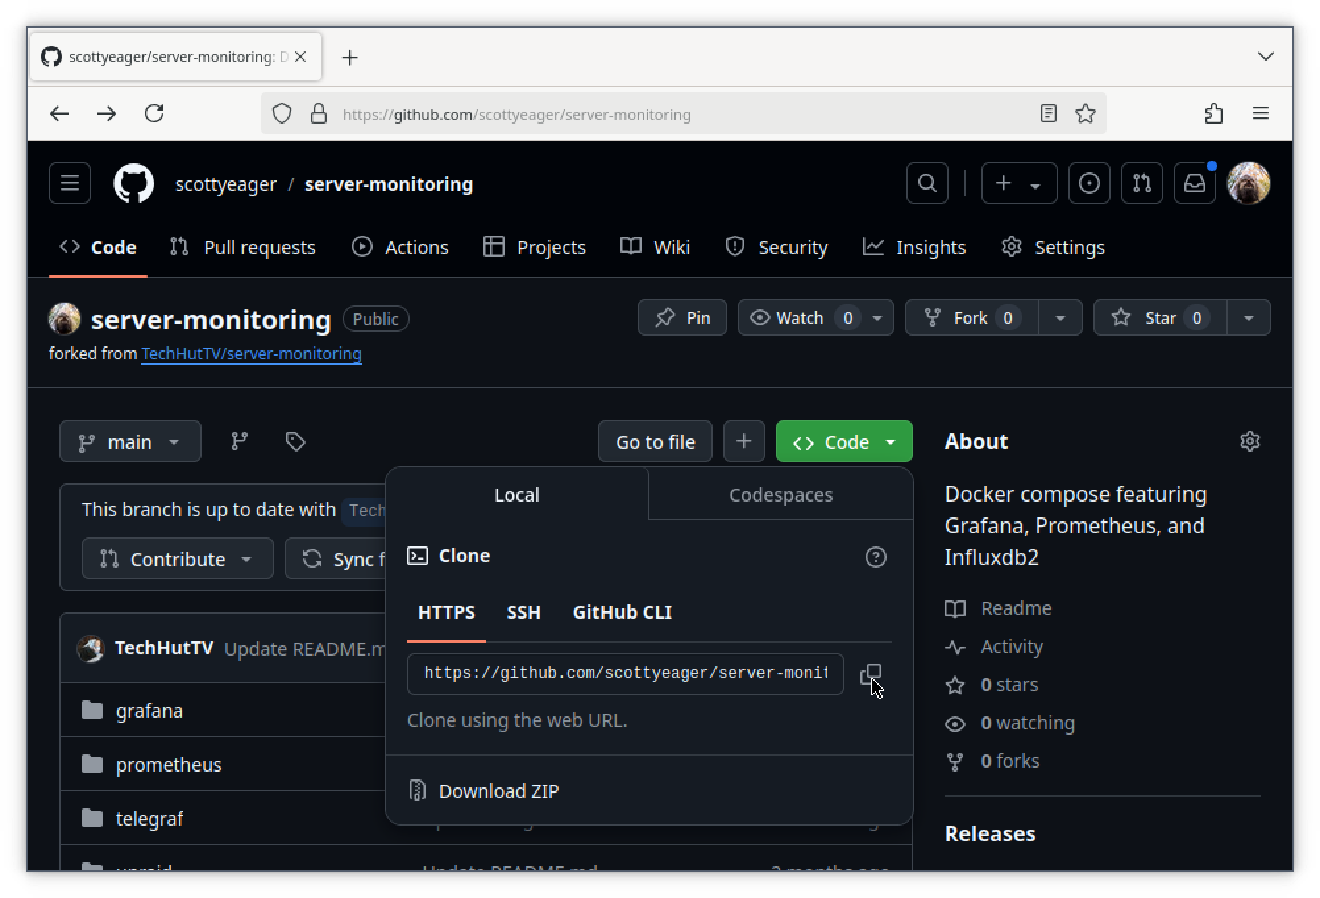 scottyeager/server-monitoring: D
https://github.com/scottyeager/server-monitoring
scottyeager / server-monitoring
Code Pull requests Actions Projects Wiki Security Insights Settings
server-monitoring Public
Pin Watch 0 Fork 0 Star 0
forked from TechHutTV/server-monitoring
main Go to file Code
About
Local Codespaces
Docker compose featuring
Grafana, Prometheus, and
Influxdb2
This branch is up to date with Tech
Contribute Sync f
Clone
HTTPS SSH GitHub CLI
https://github.com/scottyeager/server-monit
Clone using the web URL.
Download ZIP
TechHutTV Update README.m
grafana
prometheus
telegraf
Update README.md
Readme
Activity
0 stars
0 watching
0 forks
Releases